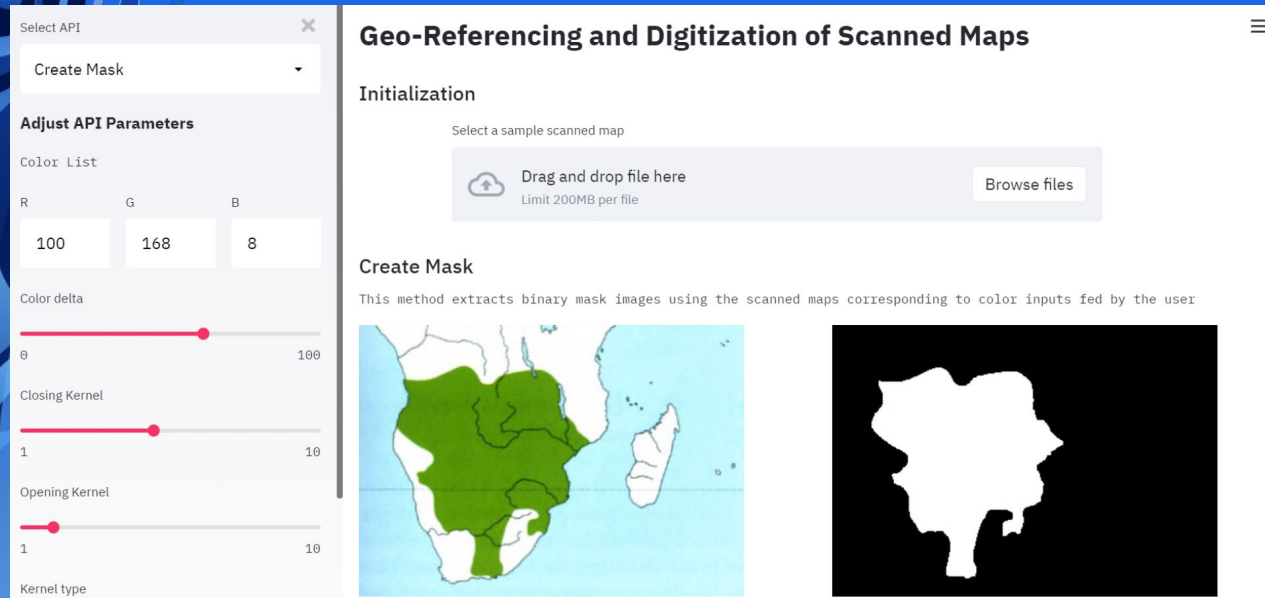 Select API
Create Mask
Adjust API Parameters
Color List
R G B
100 168 8
Color delta
0 100
Closing Kernel
1 10
Opening Kernel
1 10
Kernel type
Geo-Referencing and Digitization of Scanned Maps
Initialization
Select a sample scanned map
Drag and drop file here
Limit 200MB per file
Browse files
Create Mask
This method extracts binary mask images using the scanned maps corresponding to color inputs fed by the user